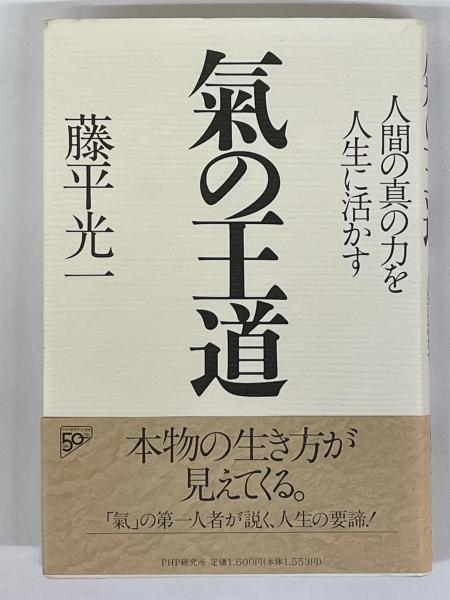 人間の真の力を
人生に活かす
氣の王道
藤平光一
50
本物の生き方が
見えてくる。
「氣」の第一人者が説く、人生の要諦!
PHP研究所 定価1,600円(本体1,553円)